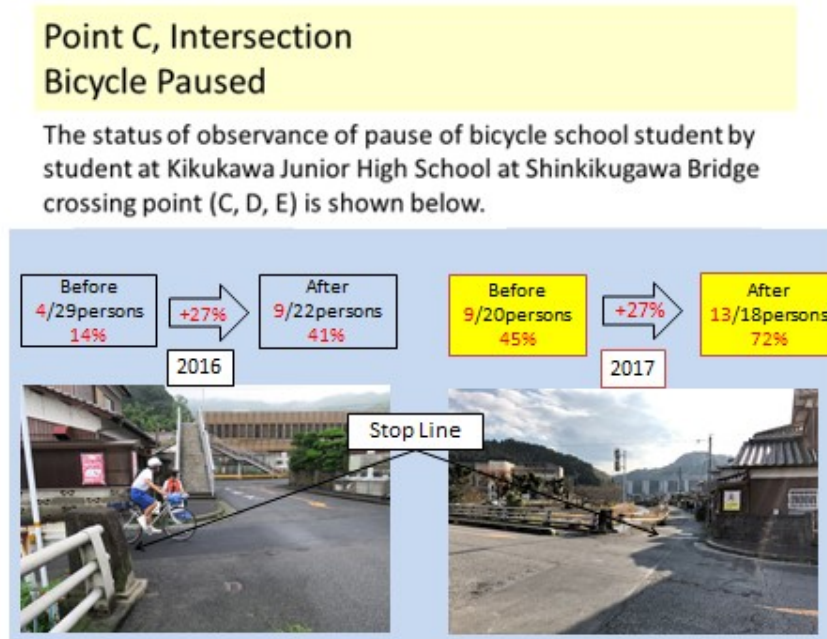 Point C, Intersection
Bicycle Paused
The status of observance of pause of bicycle school student by
student at Kikukawa Junior High School at Shinkikugawa Bridge
crossing point (C, D, E) is shown below.
Before
4/29persons
14%
+27%
After
9/22persons
41%
2016
Before
9/20persons
45%
+27%
After
13/18persons
72%
2017
Stop Line